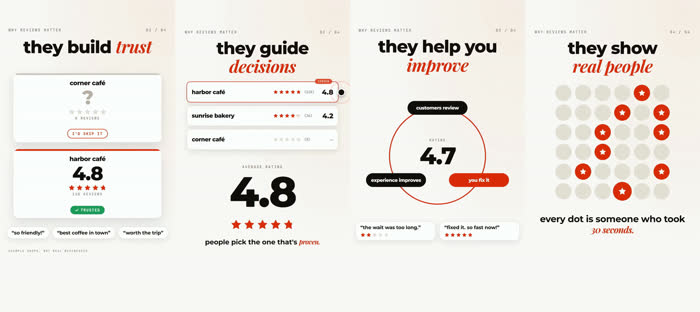 WHY REVIEWS MATTER
01 / 04
they build trust
corner café
?
0 REVIEWS
I'D SKIP IT
harbor café
4.8
TRUSTED
"so friendly!"
"best coffee in town"
"worth the trip"
WHY REVIEWS MATTER
02 / 04
they guide
decisions
harbor café
4.8
sunrise bakery
4.2
corner café
(0)
--
AVERAGE RATING
4.8
people pick the one that's proven.
WHY REVIEWS MATTER
03 / 04
they help you
improve
customers review
RATING
4.7
experience improves
you fix it
"the wait was too long."
"fixed it. so fast now!"
WHY REVIEWS MATTER
04 / 04
they show
real people
every dot is someone who took
30 seconds.